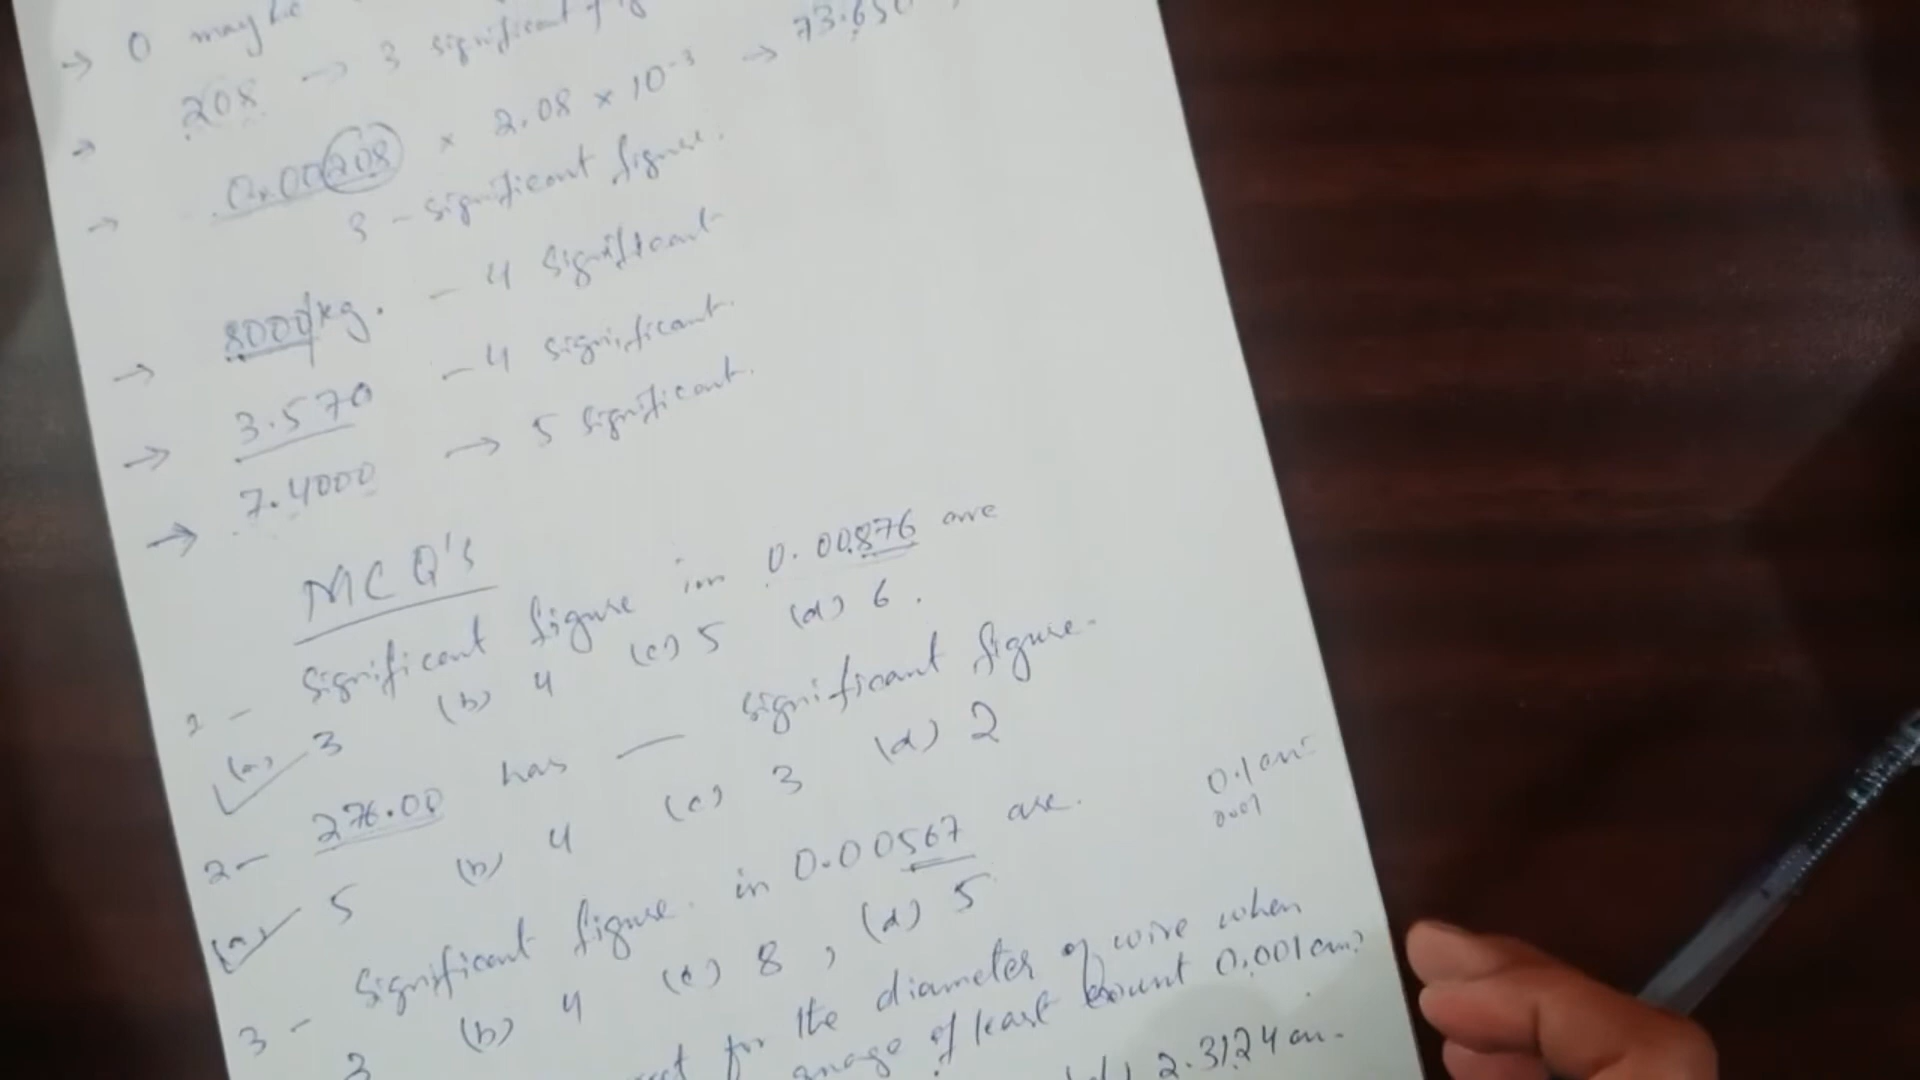 → 0 may be
→ 208 → 3 significant fig
→ 73.650
→ 0.00208 × 2.08 × 10⁻³
3 - significant figure.
→ 8000 kg. - 4 significant
→ 3.570 - 4 significant.
→ 7.4000 → 5 significant.
MCQ's
1 - Significant figure in 0.00876 are
(a) 3 (b) 4 (c) 5 (d) 6.
2 - 276.00 has — significant figure.
(a) 5 (b) 4 (c) 3 (d) 2
3 - Significant figure. in 0.00567 are.
3 (b) 4 (c) 8, (d) 5
0.1 cm
0.001
for the diameter of wire when
of least count 0.001 cm?
2.3124 cm.